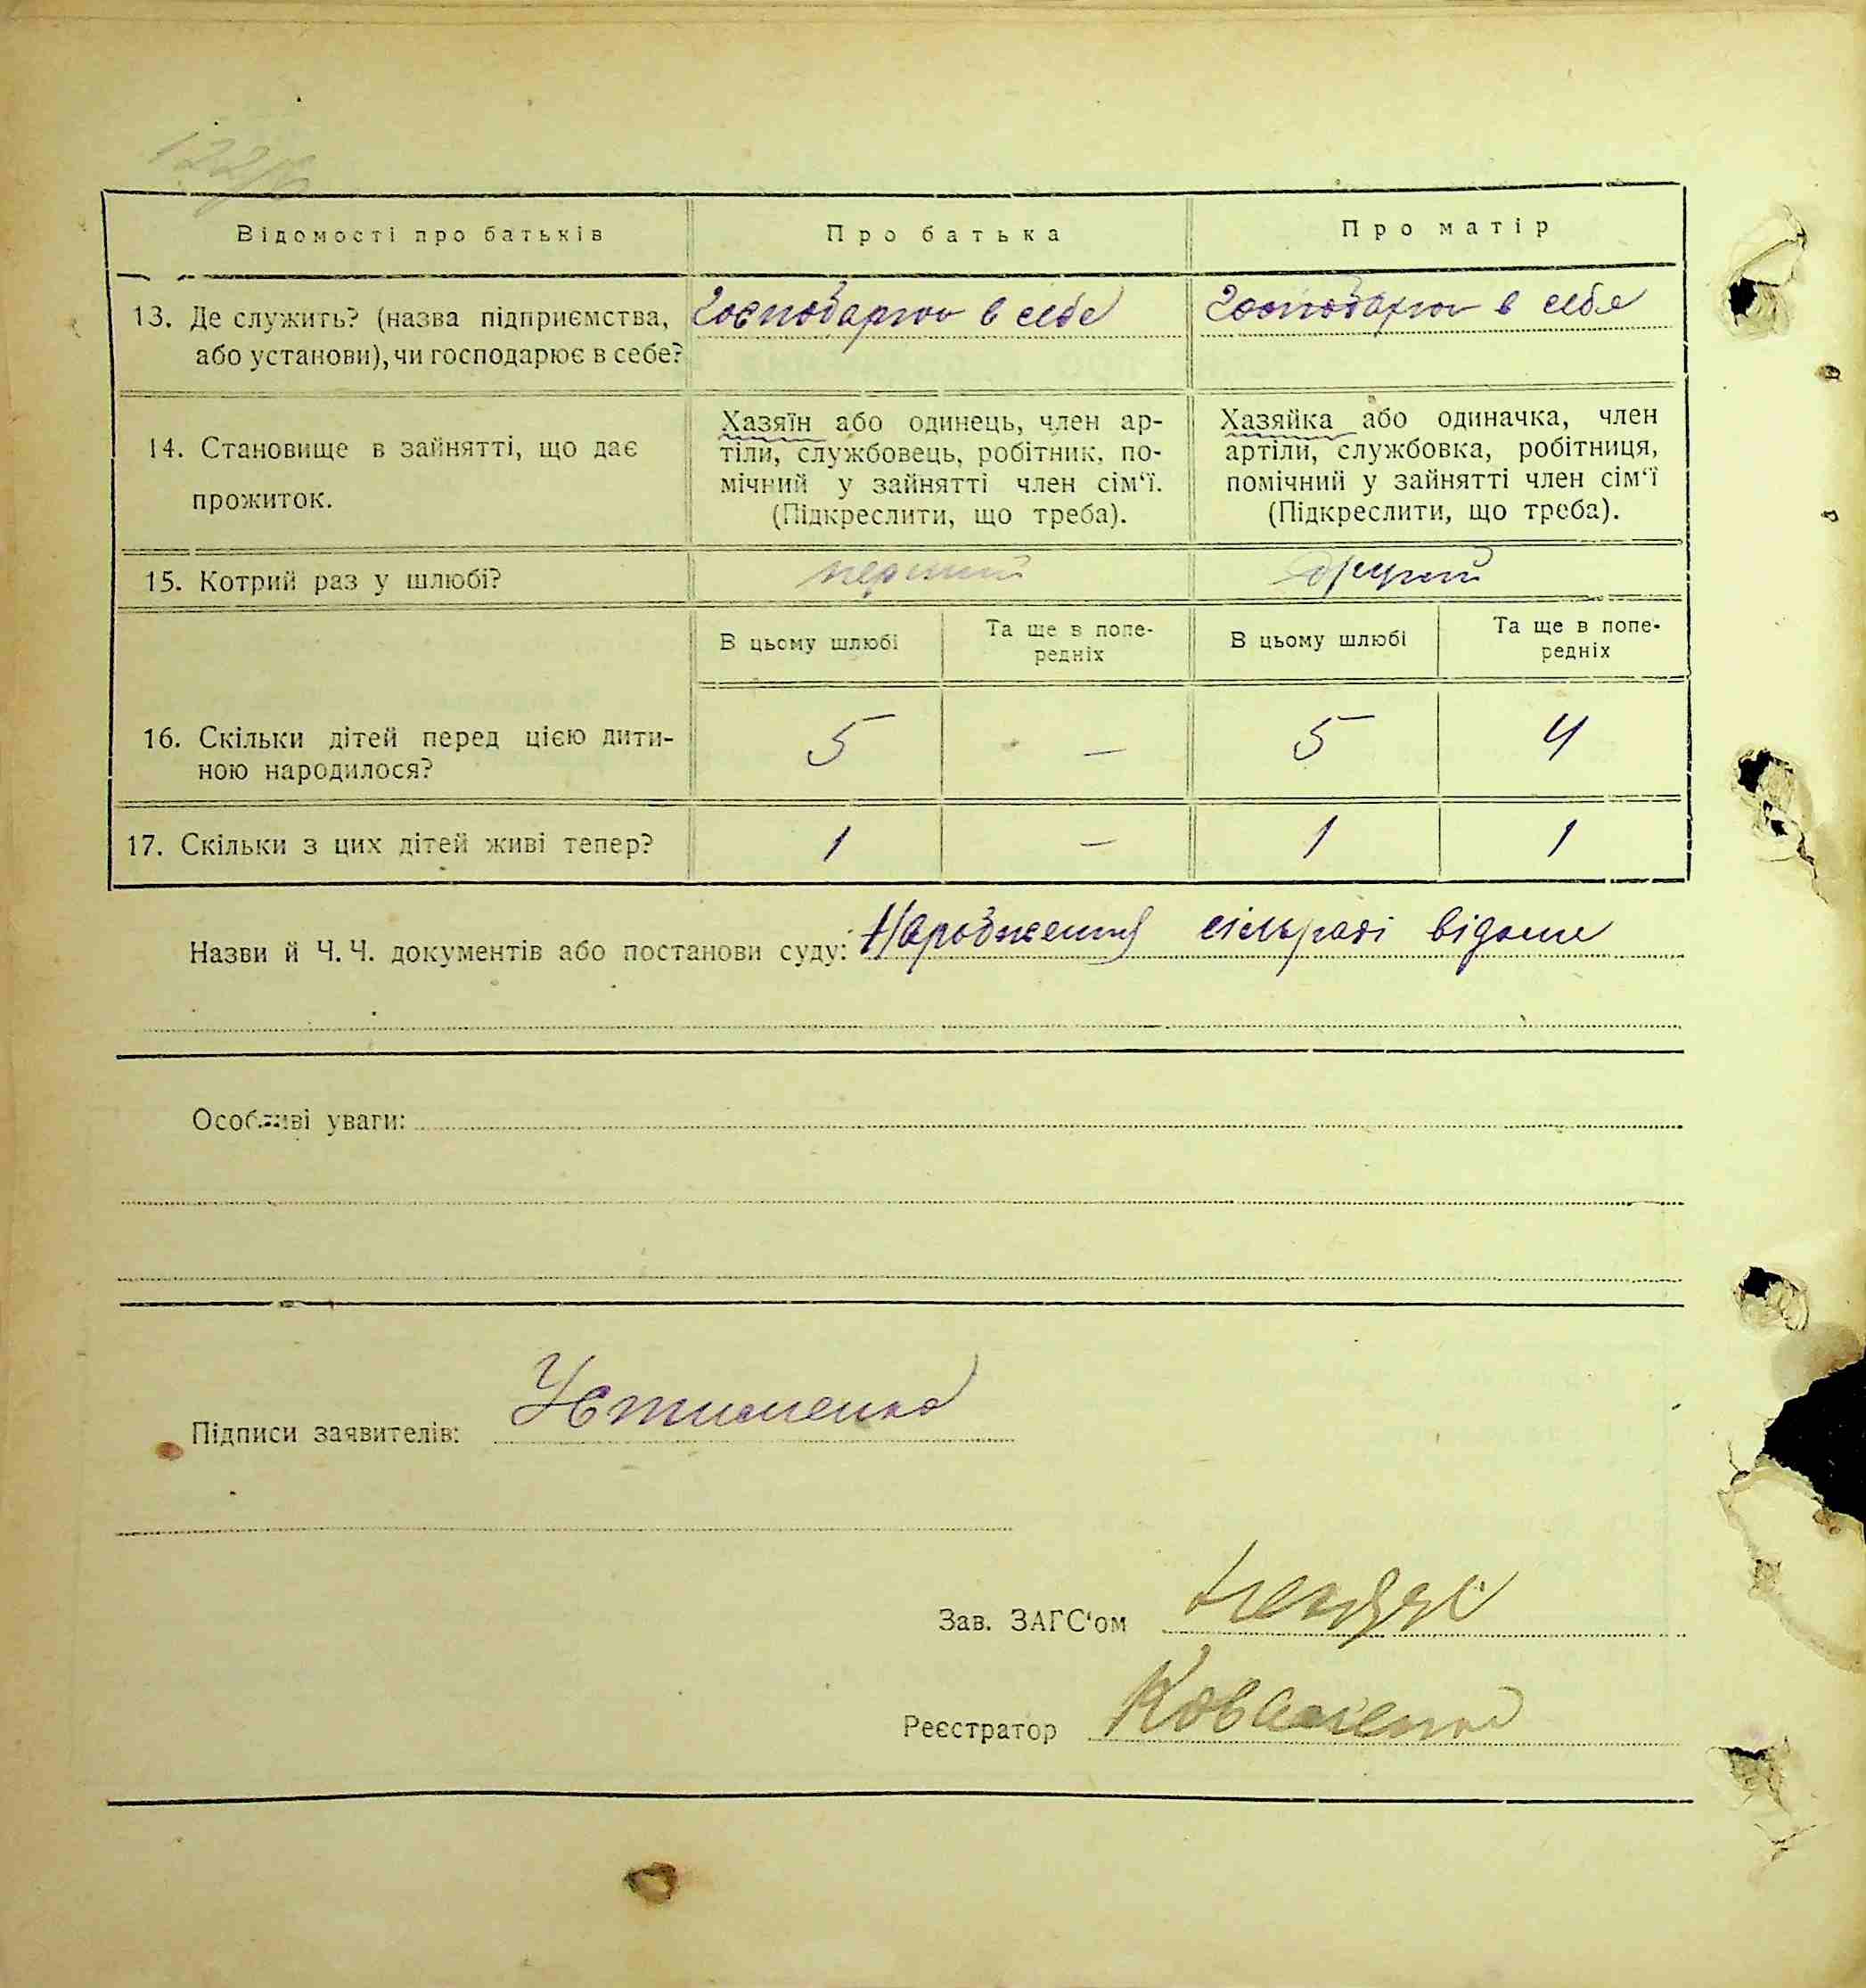 Відомості про батьків
Про батька
Про матір
13. Де служить? (назва підприємства,
або установи), чи господарює в себе?
Господарює в себе
Господарює в себе
14. Становище в зайнятті, що дає
прожиток.
Хазяїн або одинець, член ар-
тіли, службовець, робітник, по-
мічний у зайнятті член сім‘ї.
(Підкреслити, що треба).
Хазяйка або одиначка, член
артіли, службовка, робітниця,
помічний у зайнятті член сім‘ї
(Підкреслити, що треба).
15. Котрий раз у шлюбі?
перший
другий
В цьому шлюбі
Та ще в попе-
редніх
В цьому шлюбі
Та ще в попе-
редніх
16. Скільки дітей перед цією дити-
ною народилося?
5
—
5
4
17. Скільки з цих дітей живі тепер?
1
—
1
1
Назви й Ч. Ч. документів або постанови суду: Народження сільраді відоме
Особливі уваги:
Підписи заявителів: Устименко
Зав. ЗАГС‘ом
Реєстратор Коваленко